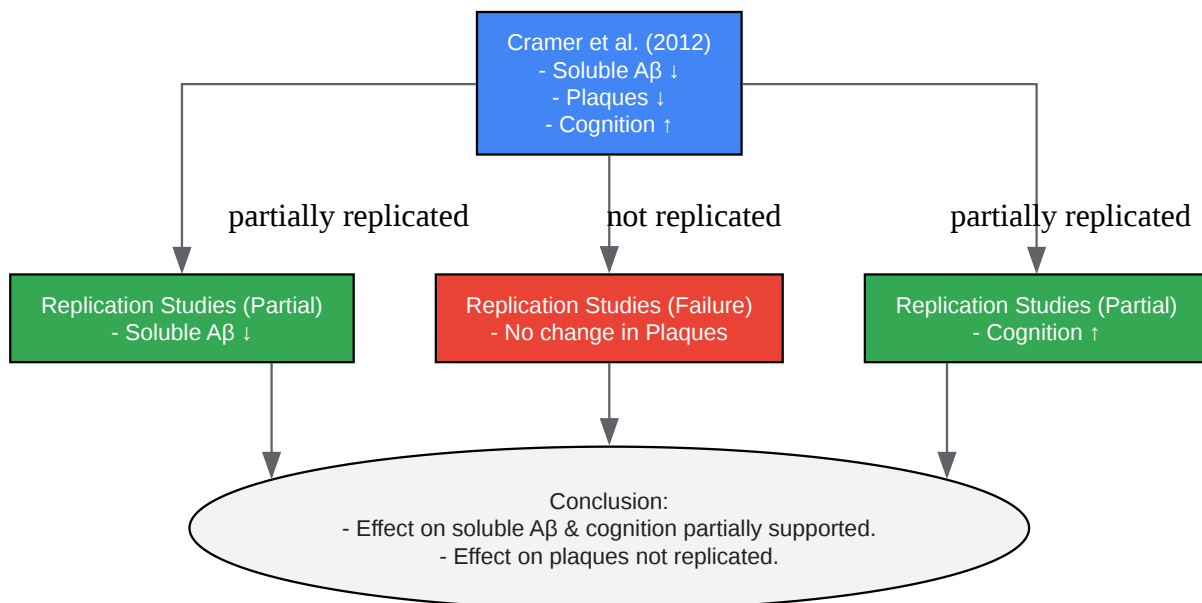 Cramer et al. (2012)
- Soluble Aβ ↓
- Plaques ↓
- Cognition ↑
partially replicated
not replicated
partially replicated
Replication Studies (Partial)
- Soluble Aβ ↓
Replication Studies (Failure)
- No change in Plaques
Replication Studies (Partial)
- Cognition ↑
Conclusion:
- Effect on soluble Aβ & cognition partially supported.
- Effect on plaques not replicated.